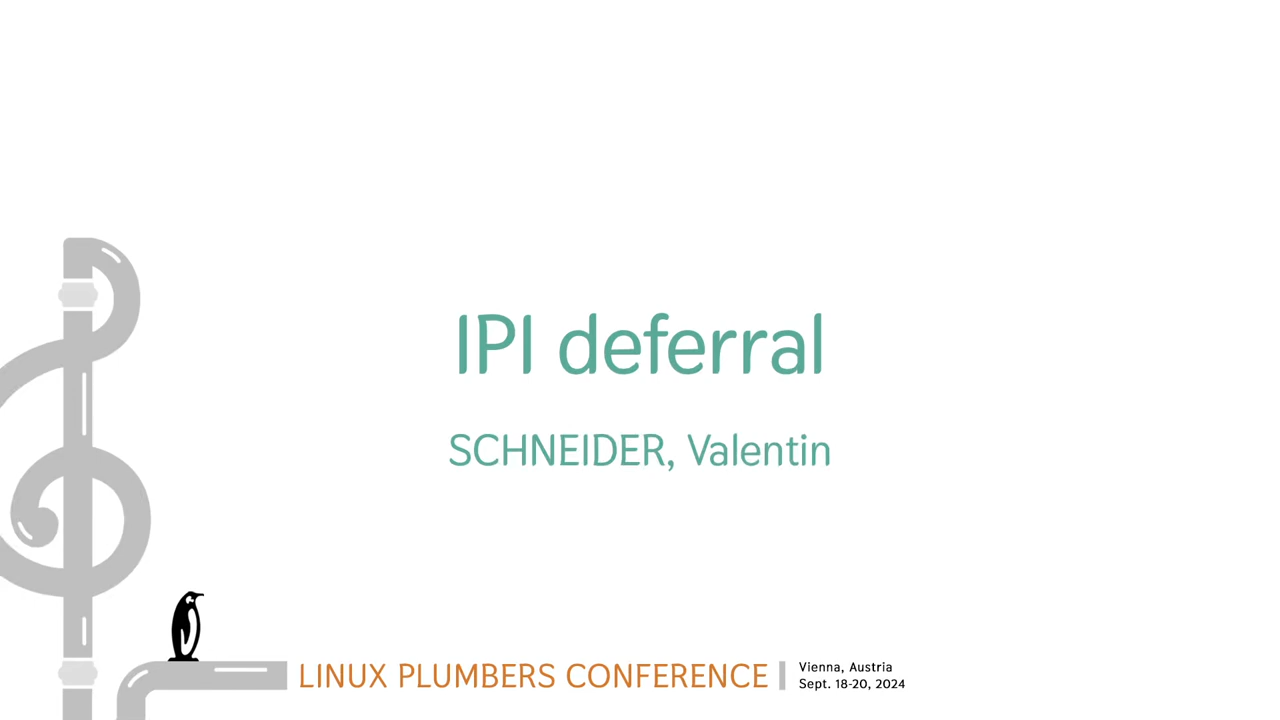 IPI deferral
SCHNEIDER, Valentin
LINUX PLUMBERS CONFERENCE
Vienna, Austria
Sept. 18-20, 2024